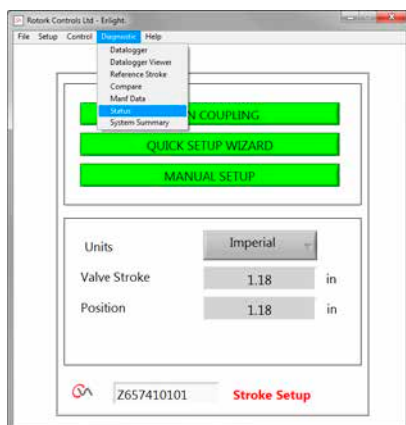 Rotork Controls Ltd - Enlight.
File Setup Control Diagnostic Help
Datalogger
Datalogger Viewer
Reference Stroke
Compare
Manf Data
Status
System Summary
N COUPLING
QUICK SETUP WIZARD
MANUAL SETUP
Units Imperial
Valve Stroke 1.18 in
Position 1.18 in
Z657410101 Stroke Setup